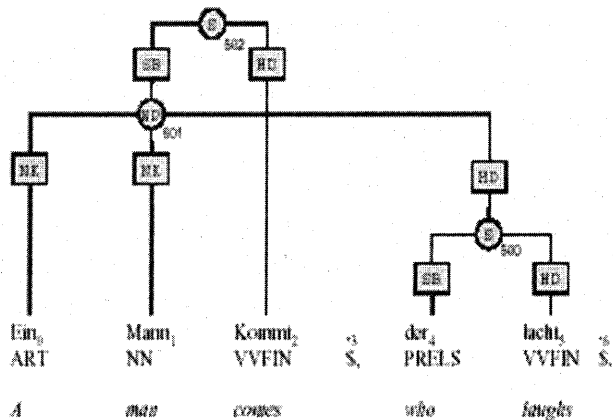 S
502
SB HD
NP
501
NK NK HD
S
500
SB HD
Ein₀ Mann₁ Kommt₂ ,₃ der₄ lacht₅ .₆
ART NN VVFIN $, PRELS VVFIN $.
A man comes who laughs